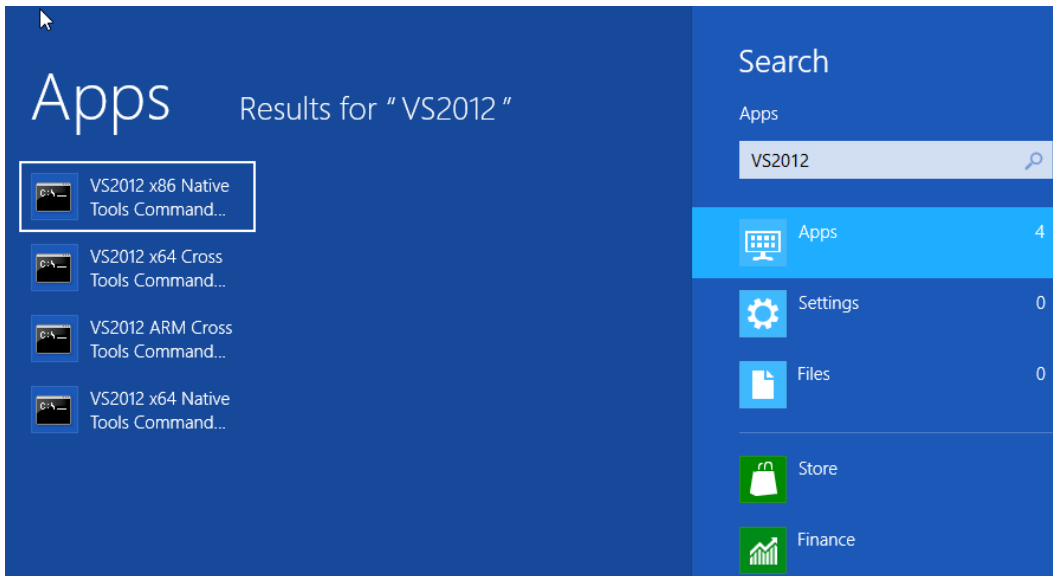 Apps
Results for "VS2012"
VS2012 x86 Native
Tools Command...
VS2012 x64 Cross
Tools Command...
VS2012 ARM Cross
Tools Command...
VS2012 x64 Native
Tools Command...
Search
Apps
VS2012
Apps 4
Settings 0
Files 0
Store
Finance